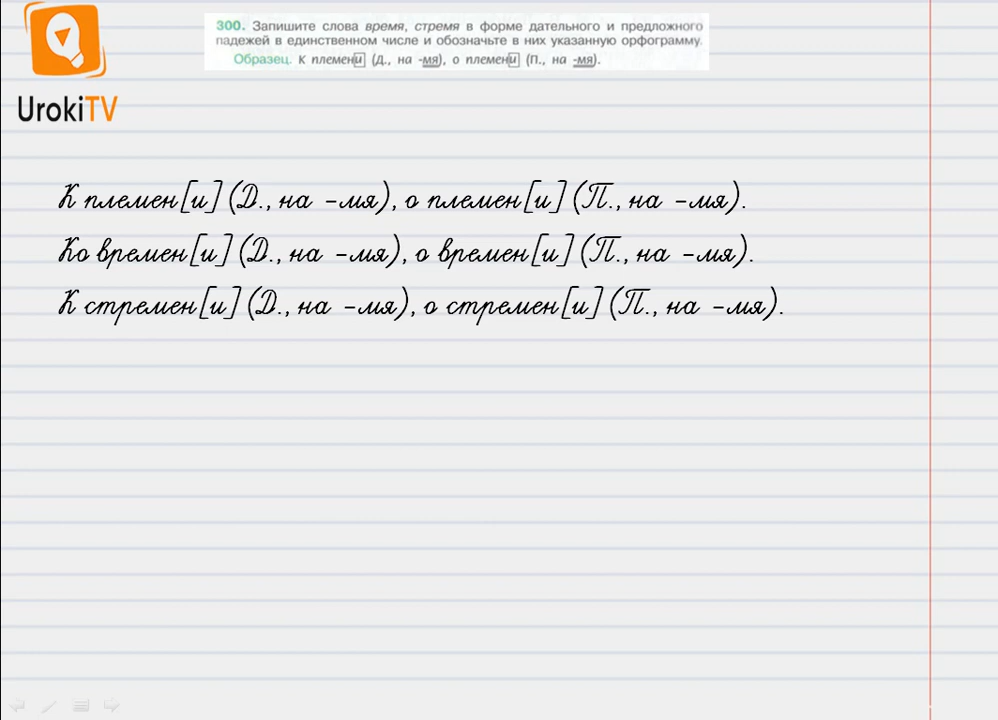 UrokiTV
300. Запишите слова время, стремя в форме дательного и предложного
падежей в единственном числе и обозначьте в них указанную орфограмму.
Образец. К племени (Д., на -мя), о племени (П., на -мя).
К племен[и] (Д., на -мя), о племен[и] (П., на -мя).
Ко времен[и] (Д., на -мя), о времен[и] (П., на -мя).
К стремен[и] (Д., на -мя), о стремен[и] (П., на -мя).